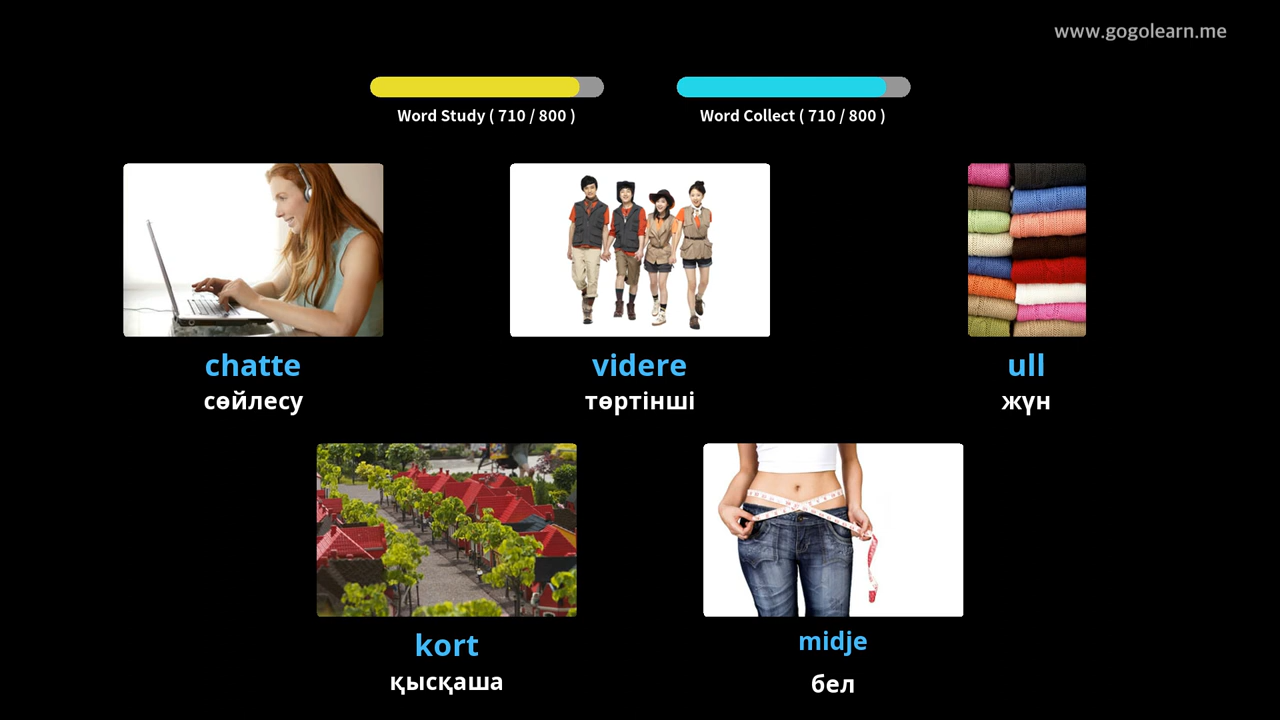 www.gogolearn.me
Word Study ( 710 / 800 )
Word Collect ( 710 / 800 )
chatte
сөйлесу
videre
төртінші
ull
жүн
kort
қысқаша
midje
бел